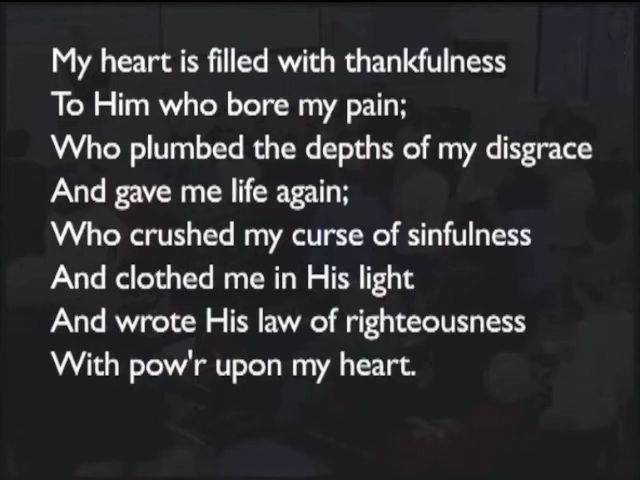 My heart is filled with thankfulness
To Him who bore my pain;
Who plumbed the depths of my disgrace
And gave me life again;
Who crushed my curse of sinfulness
And clothed me in His light
And wrote His law of righteousness
With pow'r upon my heart.